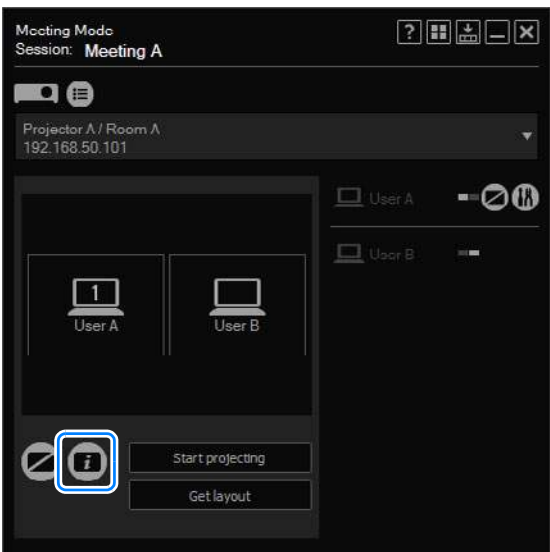 Meeting Mode
Session: Meeting A
?
Projector A / Room A
192.168.50.101
User A
User B
1
User A
User B
i
Start projecting
Get layout